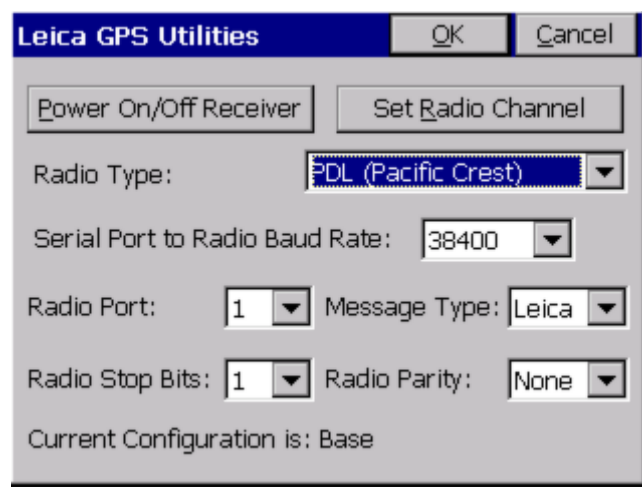 Leica GPS Utilities OK Cancel
Power On/Off Receiver Set Radio Channel
Radio Type: PDL (Pacific Crest)
Serial Port to Radio Baud Rate: 38400
Radio Port: 1 Message Type: Leica
Radio Stop Bits: 1 Radio Parity: None
Current Configuration is: Base